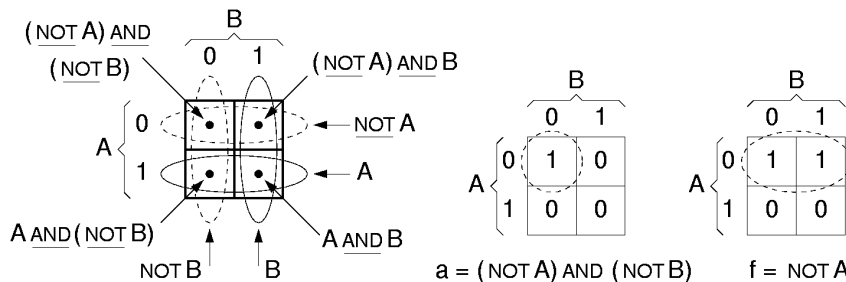 (NOT A) AND
(NOT B)
B
0 1
(NOT A) AND B
A
0
1
NOT A
A
A AND (NOT B)
A AND B
NOT B
B
B
0 1
A
0 1 0
1 0 0
a = (NOT A) AND (NOT B)
B
0 1
A
0 1 1
1 0 0
f = NOT A